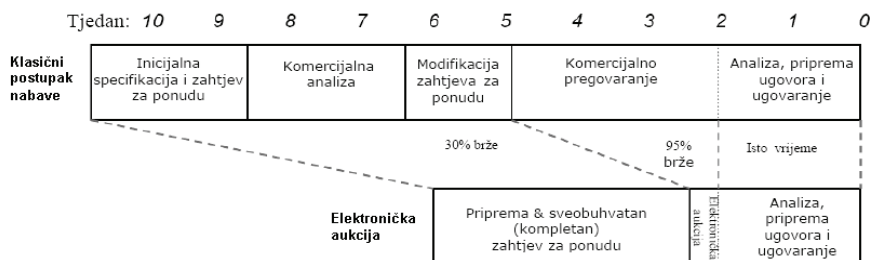 Tjedan: 10 9 8 7 6 5 4 3 2 1 0
Klasični
postupak
nabave
Inicijalna
specifikacija i zahtjev
za ponudu
Komercijalna
analiza
Modifikacija
zahtjeva za
ponudu
Komercijalno
pregovaranje
Analiza, priprema
ugovora i
ugovaranje
30% brže
95%
brže
Isto vrijeme
Elektronička
aukcija
Priprema & sveobuhvatan
(kompletan)
zahtjev za ponudu
Elektronička
aukcija
Analiza,
priprema
ugovora i
ugovaranje